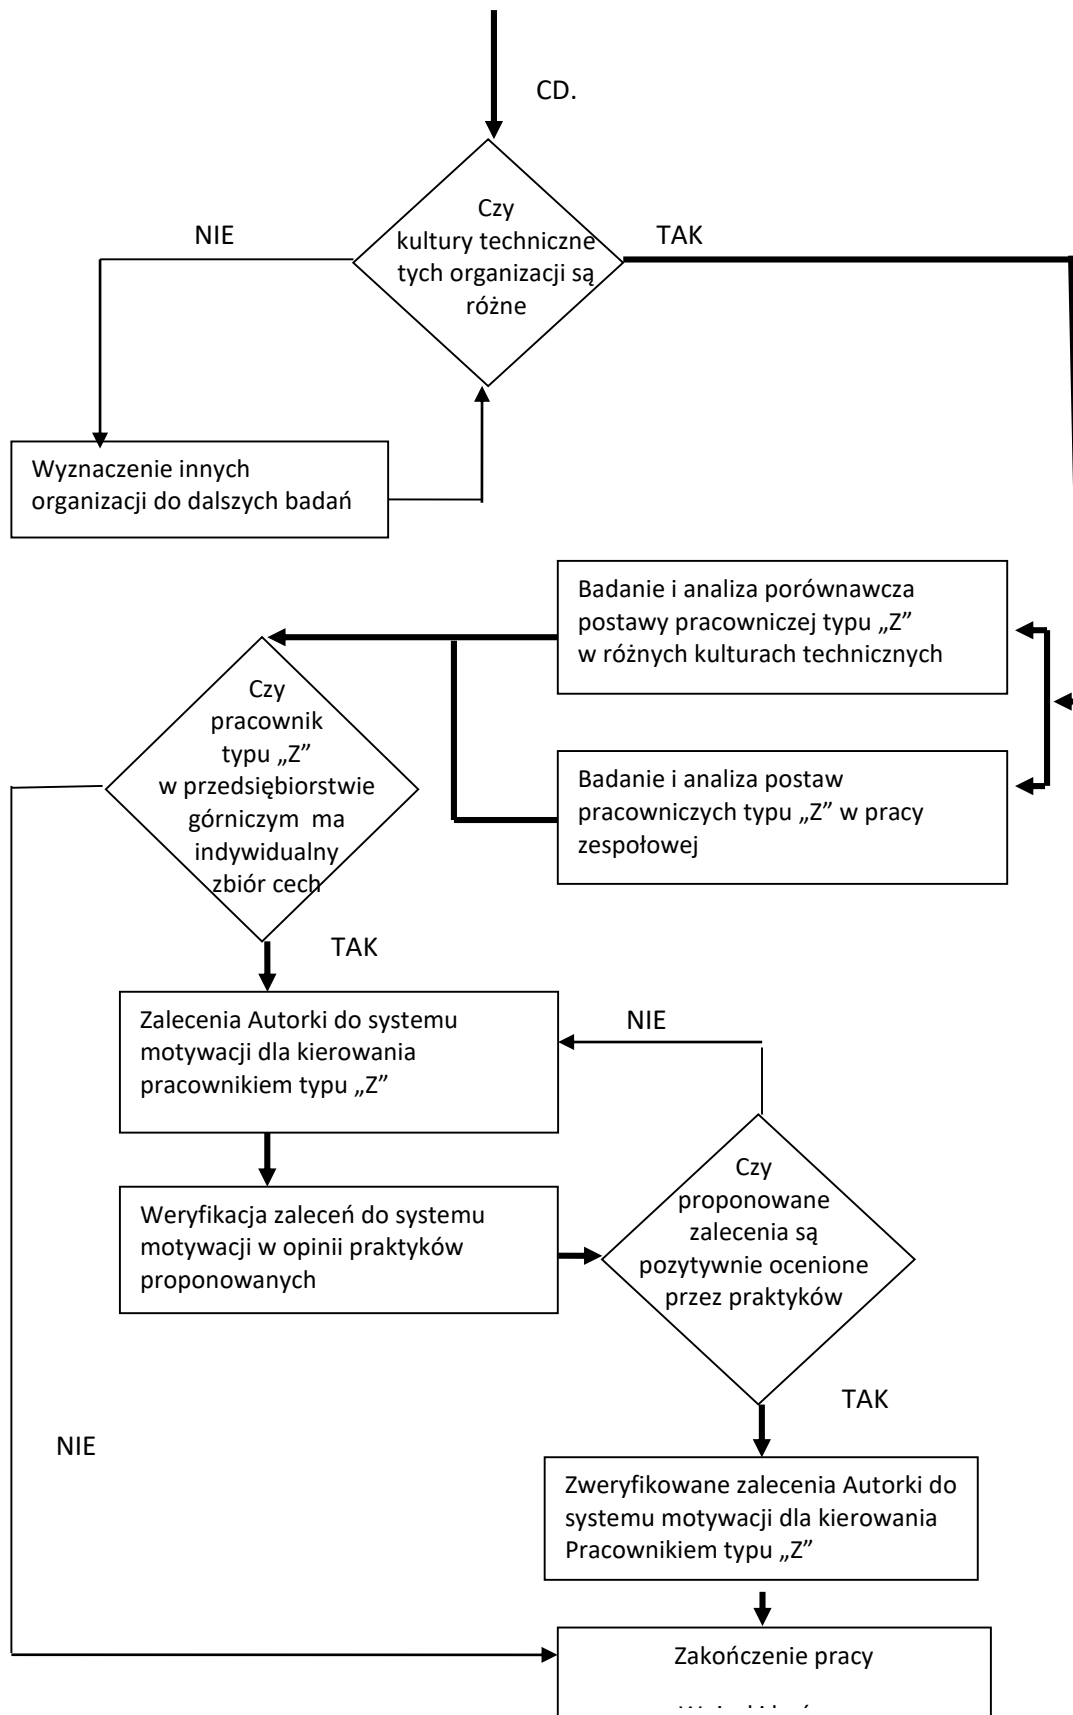 CD.
Czy
kultury techniczne
tych organizacji są
różne
NIE
TAK
Wyznaczenie innych
organizacji do dalszych badań
Badanie i analiza porównawcza
postawy pracowniczej typu „Z”
w różnych kulturach technicznych
Czy
pracownik
typu „Z”
w przedsiębiorstwie
górniczym ma
indywidualny
zbiór cech
Badanie i analiza postaw
pracowniczych typu „Z” w pracy
zespołowej
TAK
Zalecenia Autorki do systemu
motywacji dla kierowania
pracownikiem typu „Z”
NIE
Czy
proponowane
zalecenia są
pozytywnie ocenione
przez praktyków
Weryfikacja zaleceń do systemu
motywacji w opinii praktyków
proponowanych
TAK
NIE
Zweryfikowane zalecenia Autorki do
systemu motywacji dla kierowania
Pracownikiem typu „Z”
Zakończenie pracy